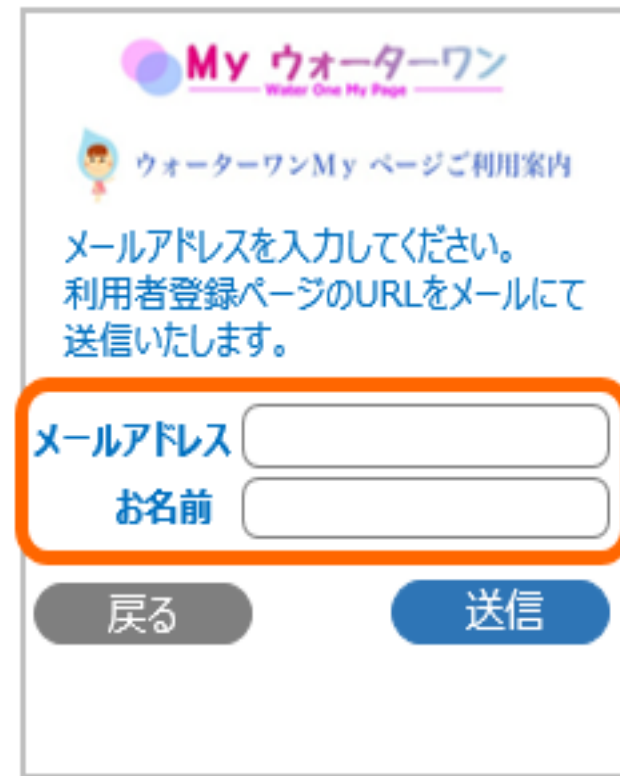 My ウォーターワン
Water One My Page
ウォーターワンMy ページご利用案内
メールアドレスを入力してください。
利用者登録ページのURLをメールにて
送信いたします。
メールアドレス
お名前
戻る
送信